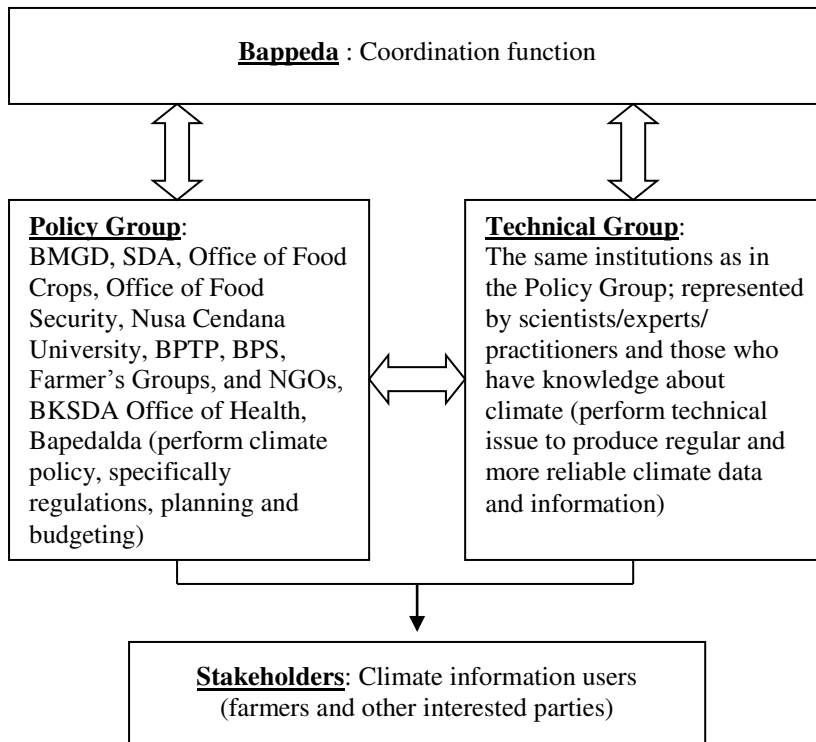 Bappeda : Coordination function
Policy Group:
BMGD, SDA, Office of Food
Crops, Office of Food
Security, Nusa Cendana
University, BPTP, BPS,
Farmer’s Groups, and NGOs,
BKSDA Office of Health,
Bapedalda (perform climate
policy, specifically
regulations, planning and
budgeting)
Technical Group:
The same institutions as in
the Policy Group; represented
by scientists/experts/
practitioners and those who
have knowledge about
climate (perform technical
issue to produce regular and
more reliable climate data
and information)
Stakeholders: Climate information users
(farmers and other interested parties)